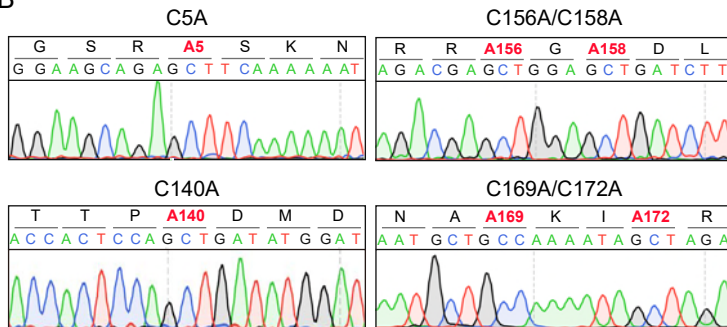 B
C5A
G S R A5 S K N
G G A A G C A G A G C T T C A A A A A A T
C156A/C158A
R R A156 G A158 D L
A G A C G A G C T G G A G C T G A T C T T
C140A
T T P A140 D M D
A C C A C T C C A G C T G A T A T G G A T
C169A/C172A
N A A169 K I A172 R
A A T G C T G C C A A A A T A G C T A G A